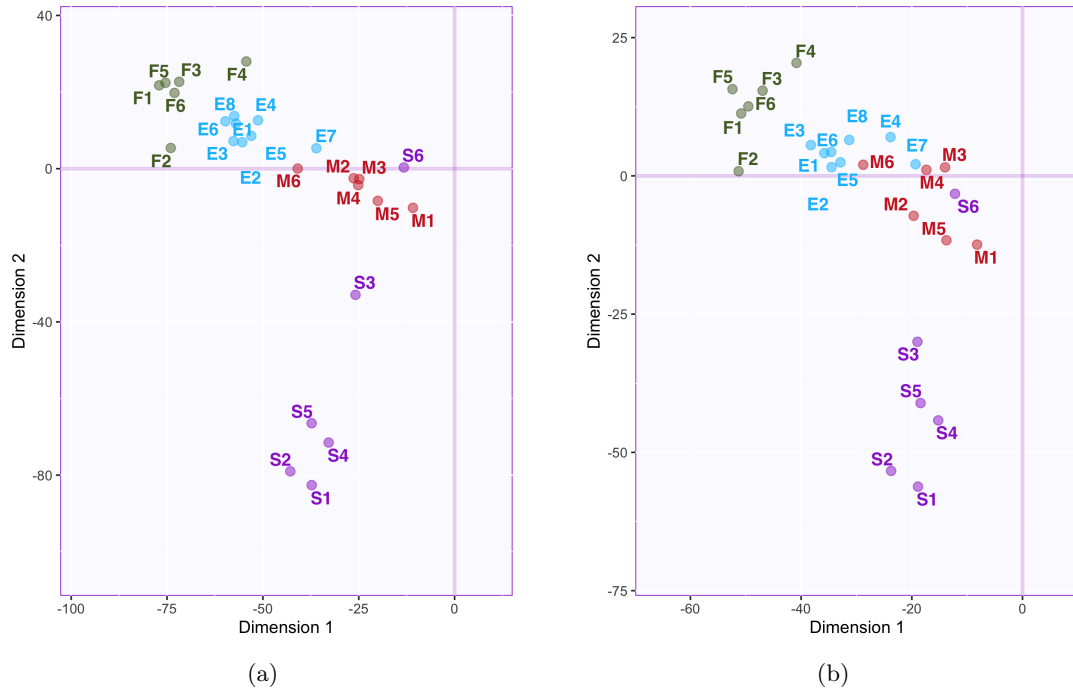 40
0
-40
-80
-100
-75
-50
-25
0
Dimension 1
Dimension 2
F5
F3
F4
F1
F6
F2
E8
E4
E6
E1
E7
E3
E5
E2
S6
M2
M3
M6
M4
M5
M1
S3
S5
S4
S2
S1
(a)
25
0
-25
-50
-75
-60
-40
-20
0
Dimension 1
Dimension 2
F4
F5
F3
F6
F1
F2
E8
E4
E3
E6
E7
E1
E5
E2
M6
M3
M4
S6
M2
M5
M1
S3
S5
S4
S2
S1
(b)